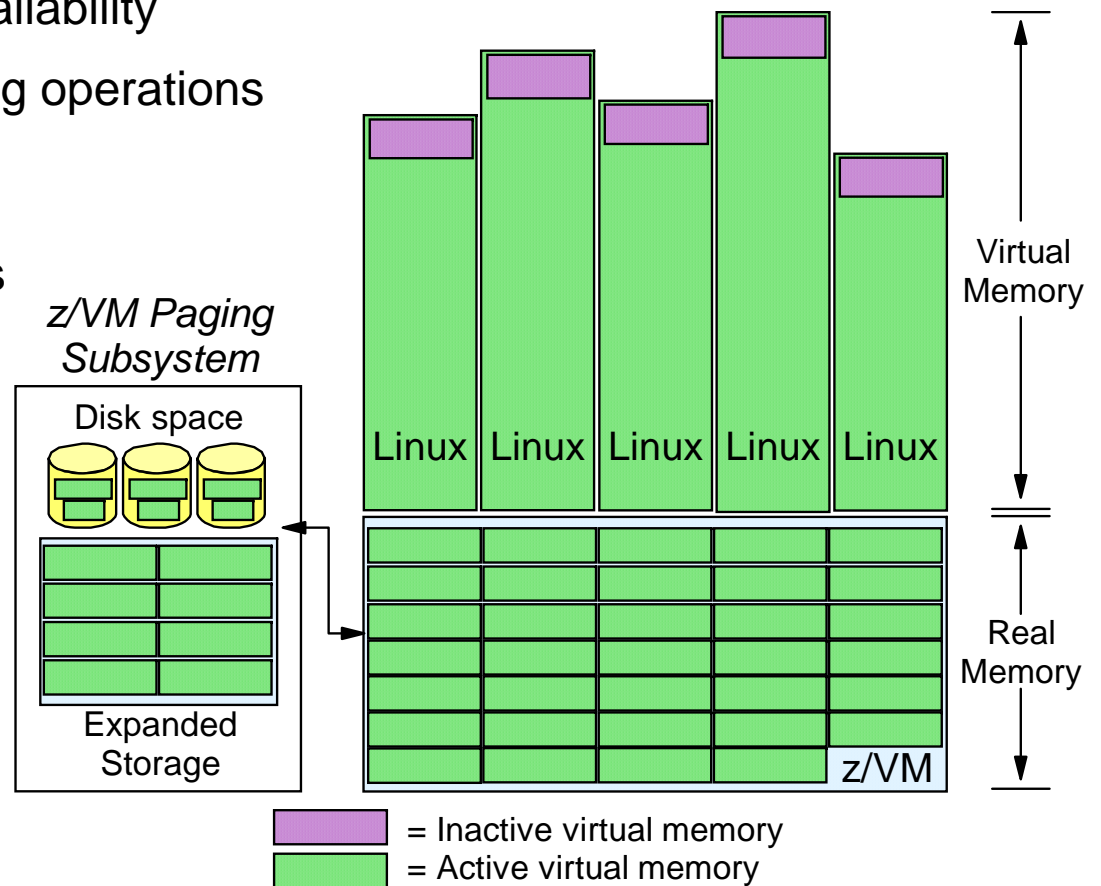 ailability
g operations
s
z/VM Paging
Subsystem
Disk space
Expanded
Storage
Linux Linux Linux Linux Linux
Virtual
Memory
Real
Memory
z/VM
= Inactive virtual memory
= Active virtual memory